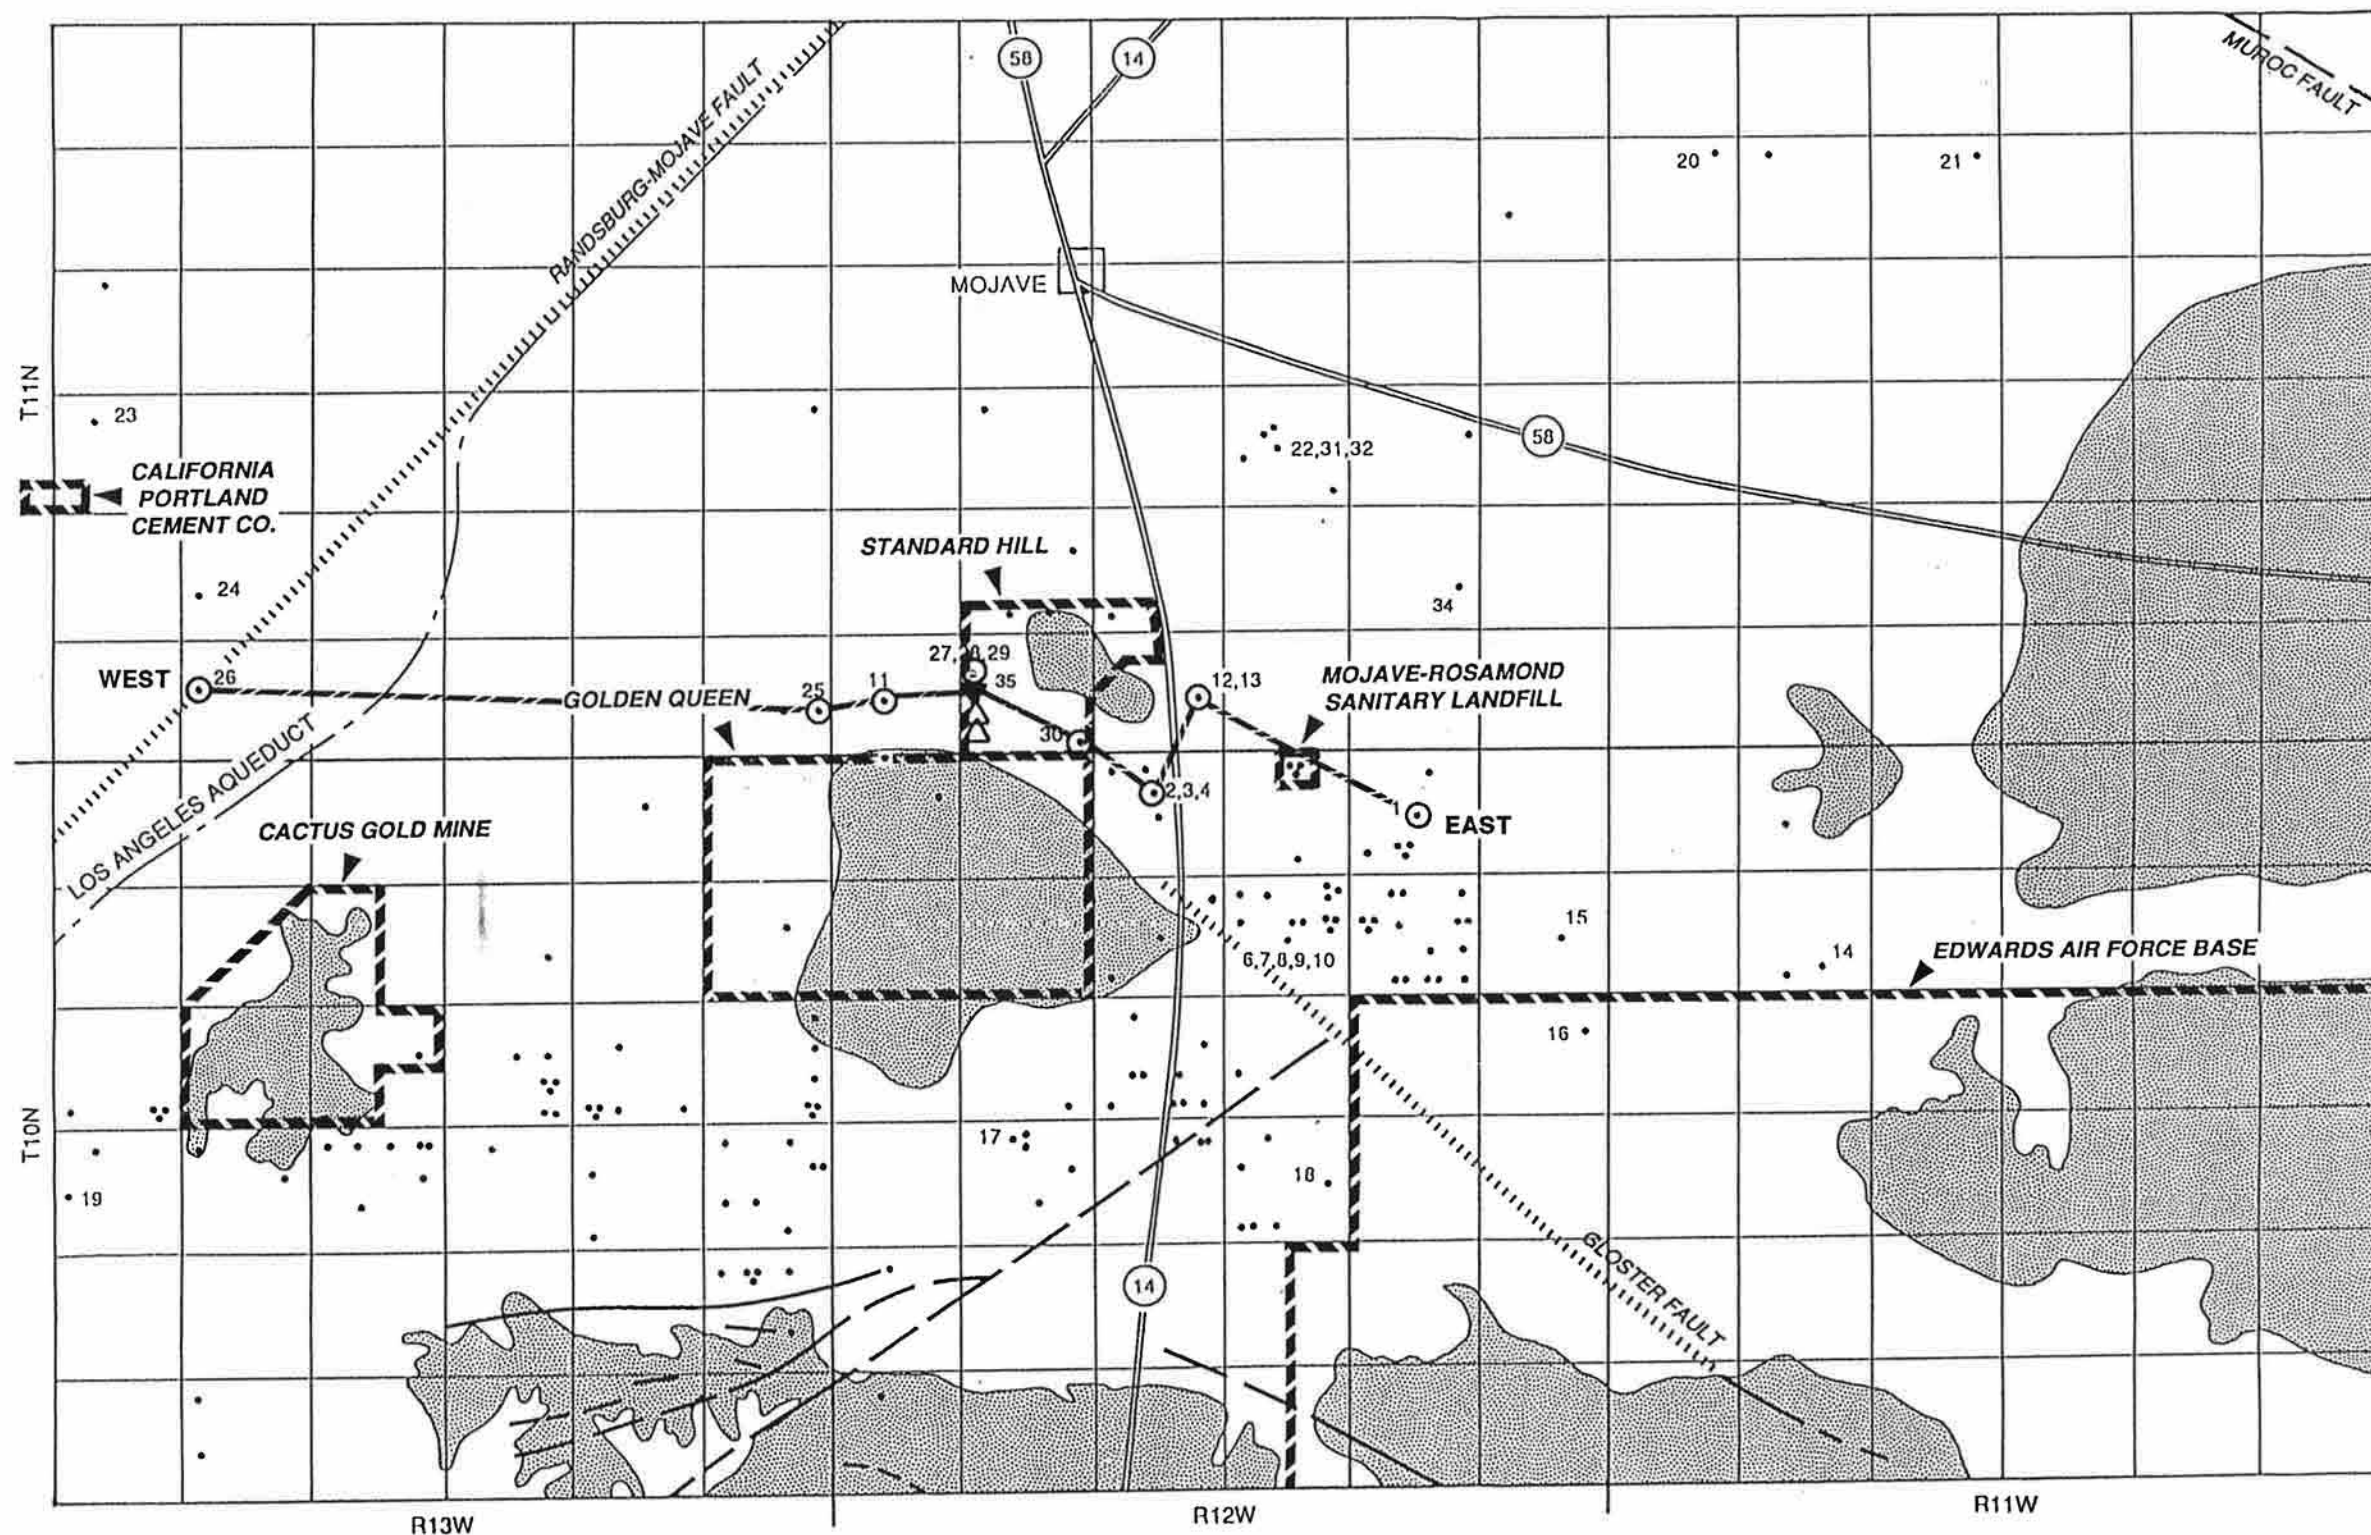 58
14
MUROC FAULT
RANDSBURG-MOJAVE FAULT
20
21
MOJAVE
T11N
23
58
22,31,32
CALIFORNIA
PORTLAND
CEMENT CO.
STANDARD HILL
24
34
27,
8,29
WEST
26
GOLDEN QUEEN
25
11
35
12,13
MOJAVE-ROSAMOND
SANITARY LANDFILL
30
2,3,4
1
EAST
LOS ANGELES AQUEDUCT
CACTUS GOLD MINE
15
6,7,8,9,10
14
EDWARDS AIR FORCE BASE
16
T10N
17
18
19
GLOSTER FAULT
14
R13W
R12W
R11W